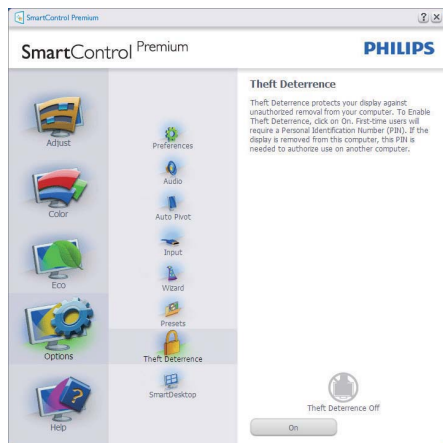 SmartControl Premium
SmartControl Premium
PHILIPS
Adjust
Color
Eco
Options
Help
Preferences
Audio
Auto Pivot
Input
Wizard
Presets
Theft Deterrence
SmartDesktop
Theft Deterrence
Theft Deterrence protects your display against
unauthorized removal from your computer. To Enable
Theft Deterrence, click on On. First-time users will
require a Personal Identification Number (PIN). If the
display is removed from this computer, this PIN is
needed to authorize use on another computer.
Theft Deterrence Off
On